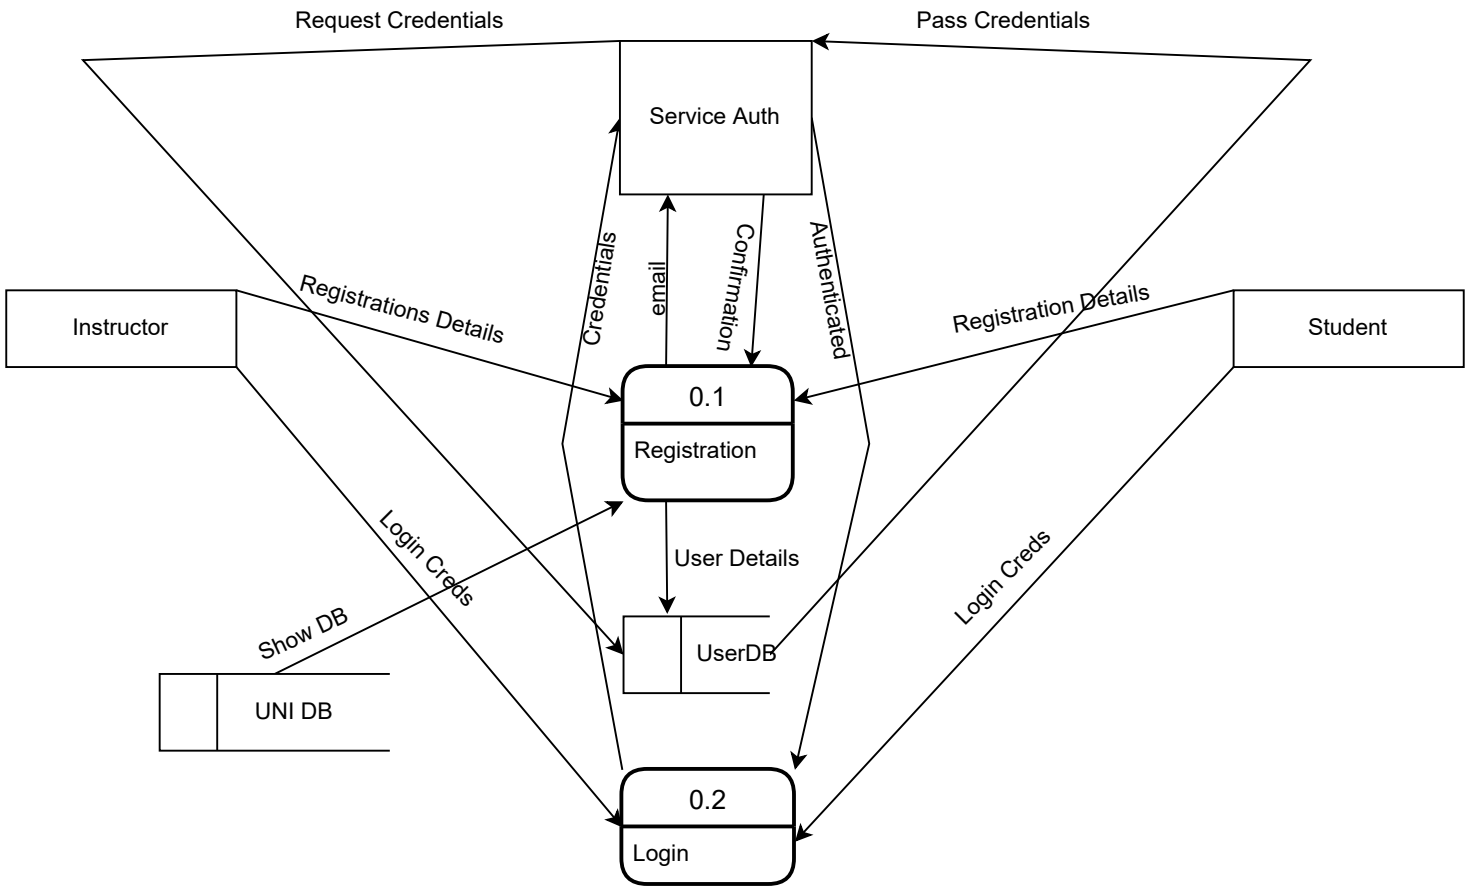 Request Credentials
Pass Credentials
Service Auth
Credentials
email
Confirmation
Authenticated
Registrations Details
Registration Details
Instructor
Student
0.1
Registration
Login Creds
User Details
Login Creds
Show DB
UserDB
UNI DB
0.2
Login